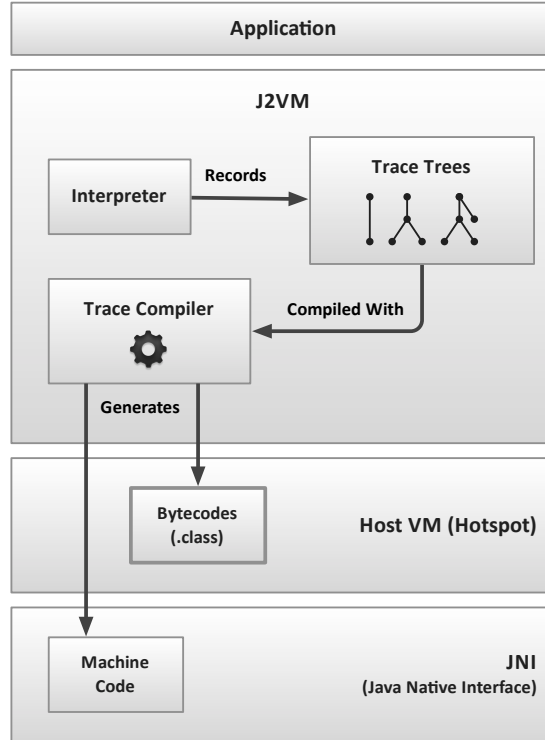 Application
J2VM
Interpreter
Records
Trace Trees
Trace Compiler
Compiled With
Generates
Bytecodes
(.class)
Host VM (Hotspot)
Machine
Code
JNI
(Java Native Interface)